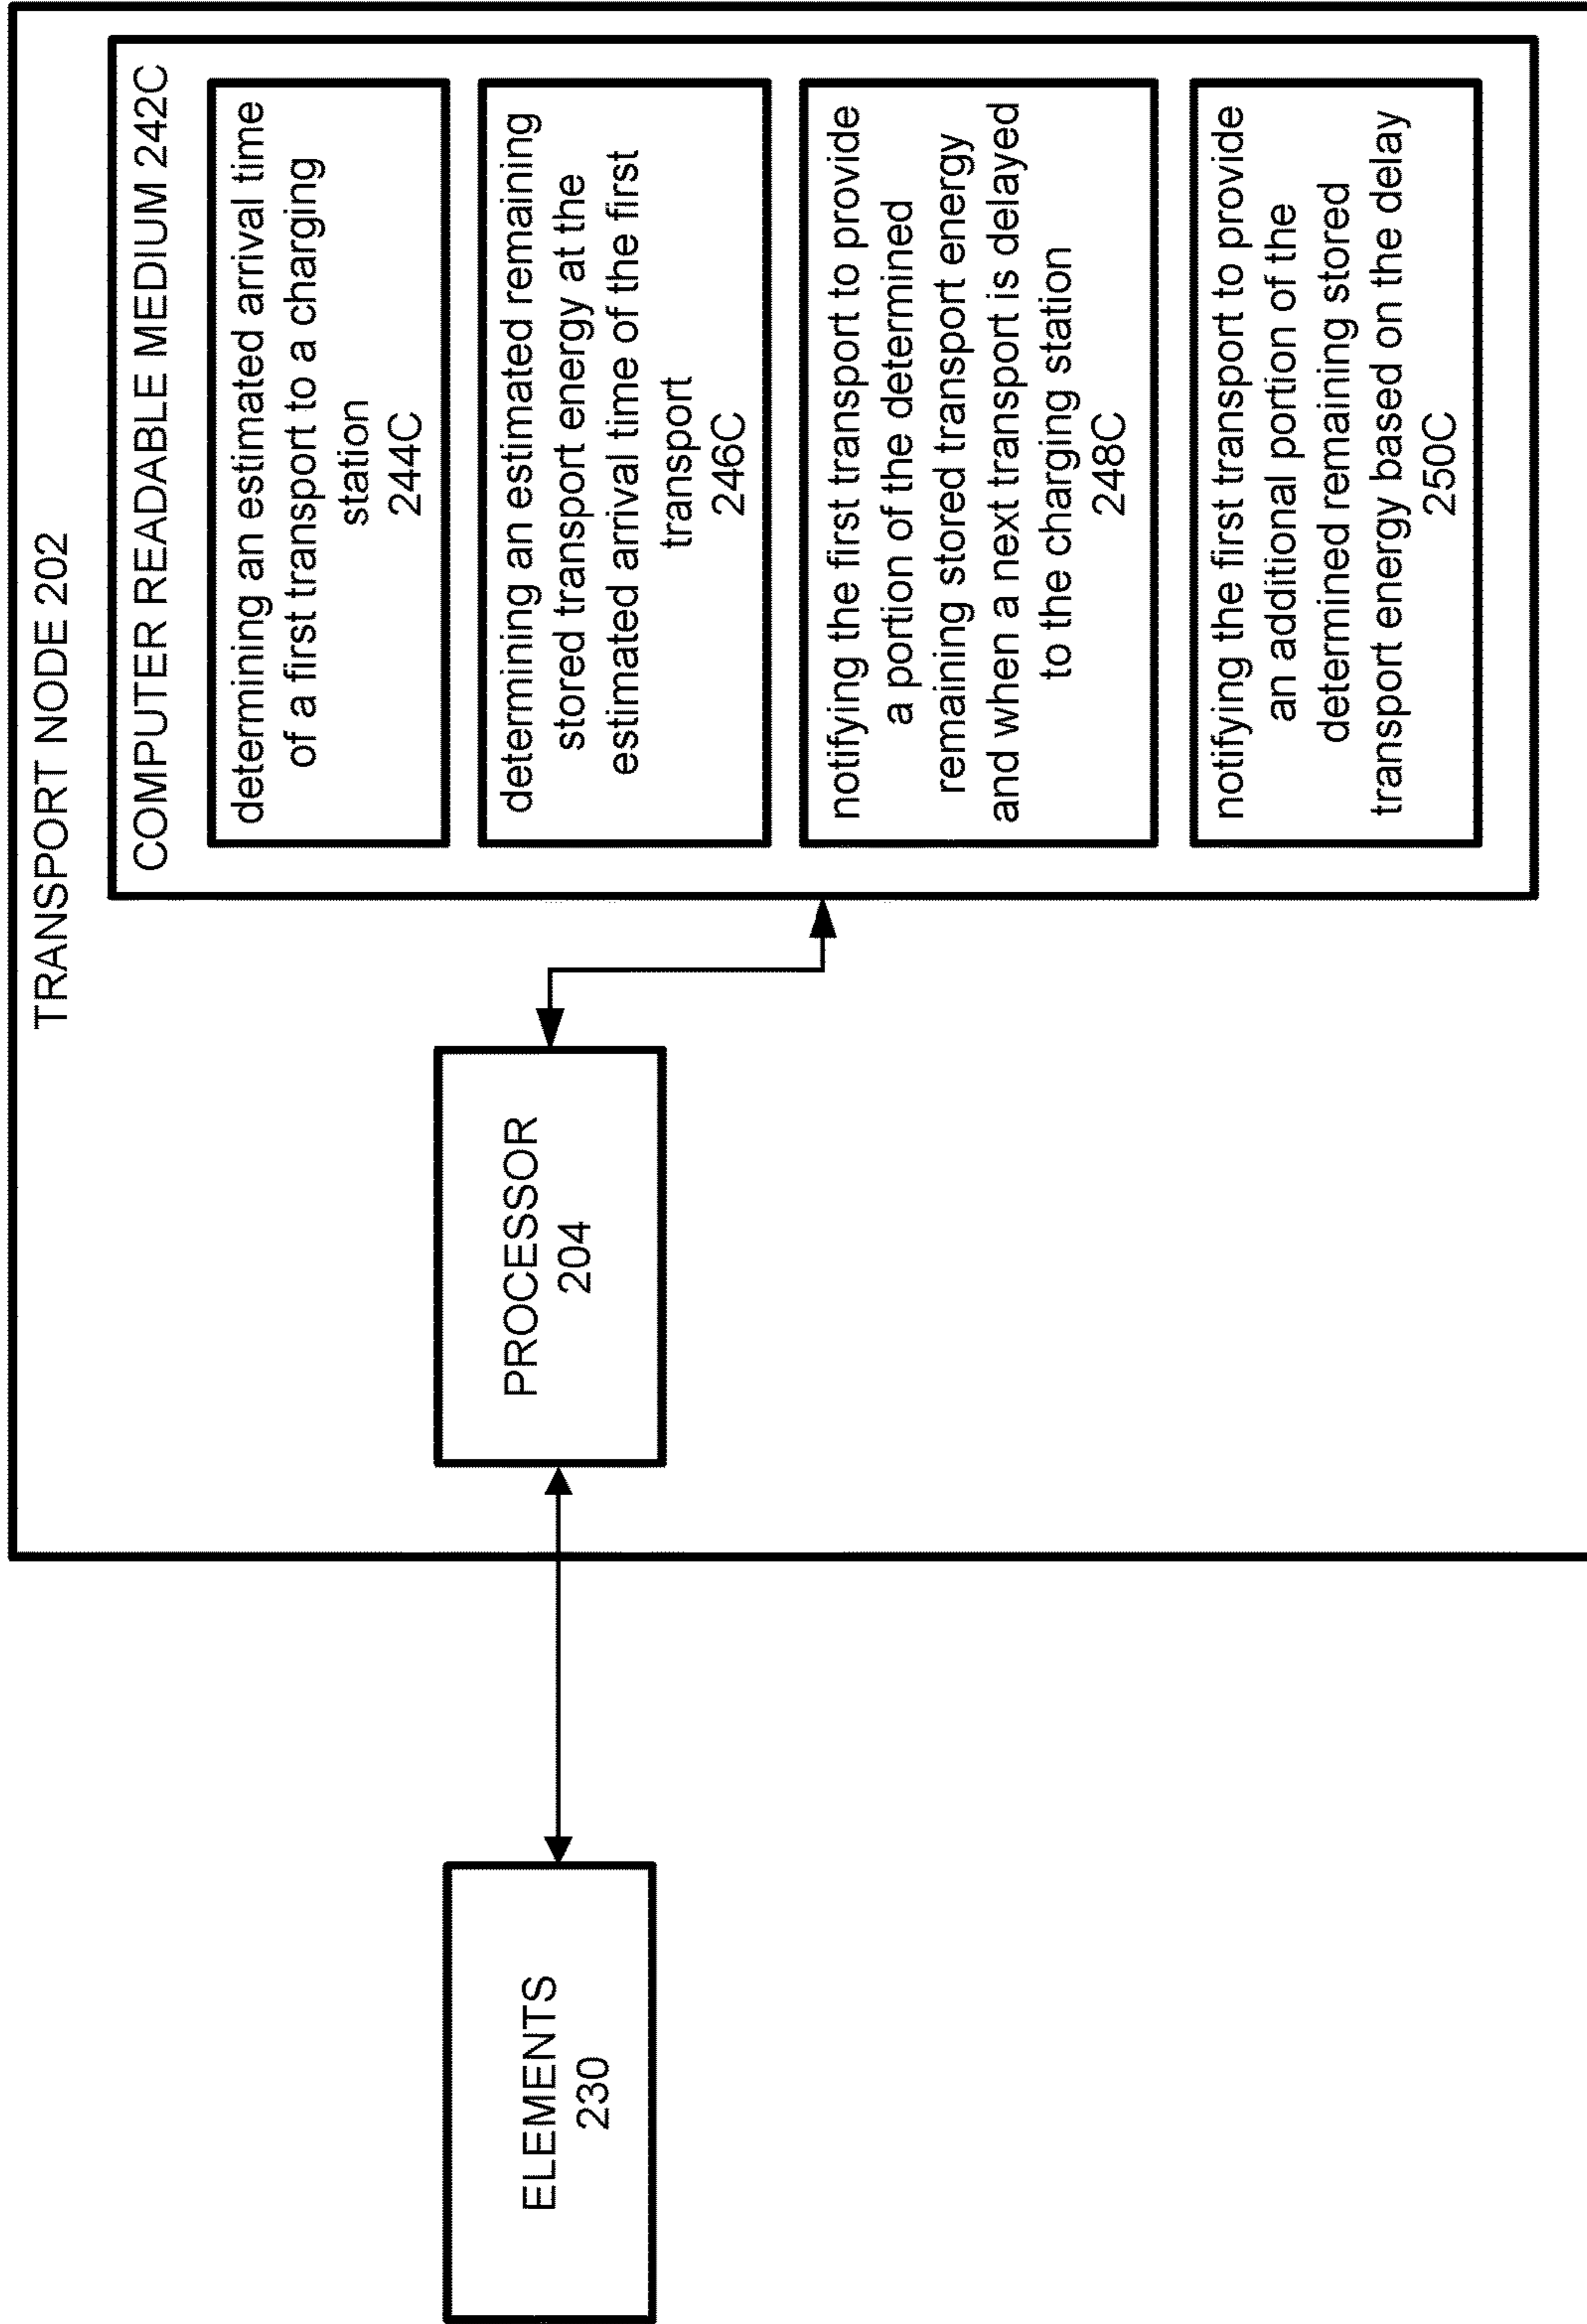 TRANSPORT NODE 202
COMPUTER READABLE MEDIUM 242C
determining an estimated arrival time
of a first transport to a charging
station
244C
determining an estimated remaining
stored transport energy at the
estimated arrival time of the first
transport
246C
notifying the first transport to provide
a portion of the determined
remaining stored transport energy
and when a next transport is delayed
to the charging station
248C
notifying the first transport to provide
an additional portion of the
determined remaining stored
transport energy based on the delay
250C
PROCESSOR
204
ELEMENTS
230